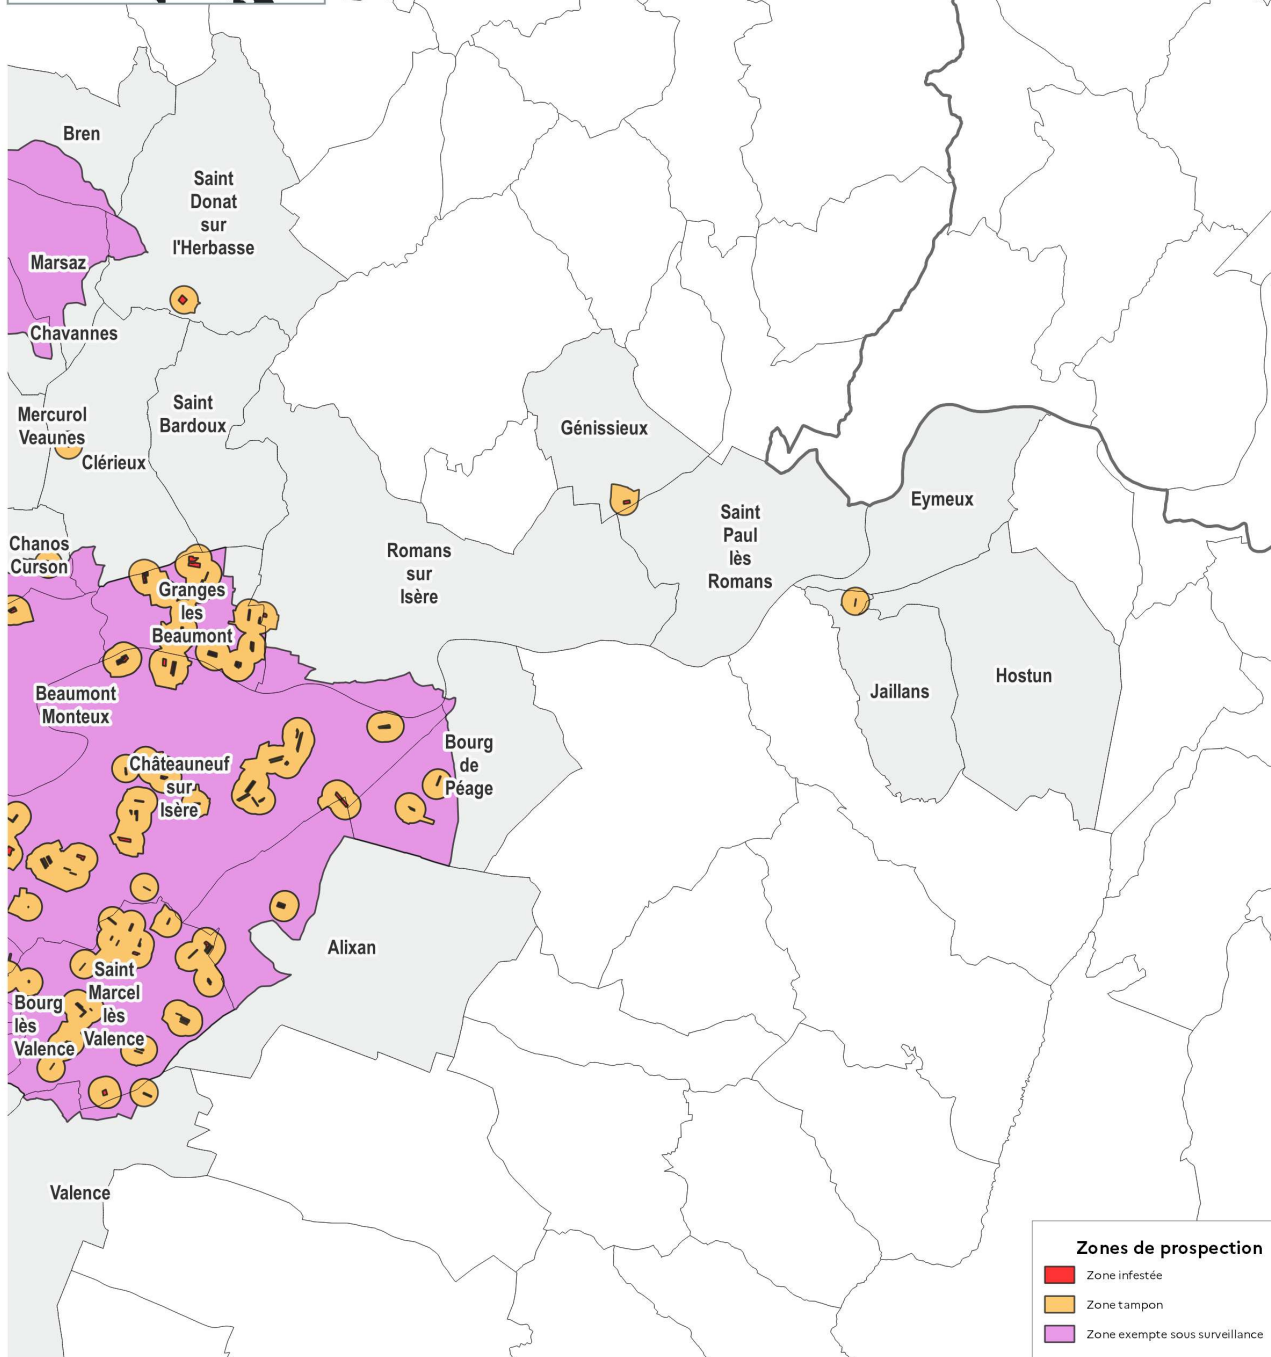 Bren
Saint
Donat
sur
l'Herbasse
Marsaz
Chavannes
Mercurol
Veaunes
Saint
Bardoux
Clérieux
Génissieux
Eymeux
Saint
Paul
lès
Romans
Chanos
Curson
Romans
sur
Isère
Granges
les
Beaumont
Hostun
Jaillans
Beaumont
Monteux
Bourg
de
Péage
Châteauneuf
sur
Isère
Alixan
Saint
Marcel
lès
Valence
Bourg
lès
Valence
Valence
Zones de prospection
Zone infestée
Zone tampon
Zone exempte sous surveillance